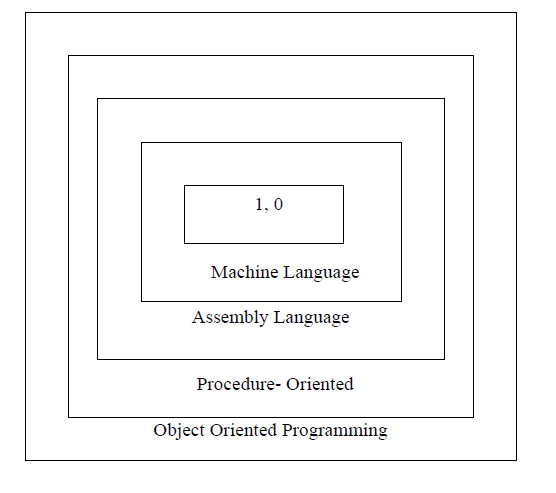 1, 0
Machine Language
Assembly Language
Procedure- Oriented
Object Oriented Programming